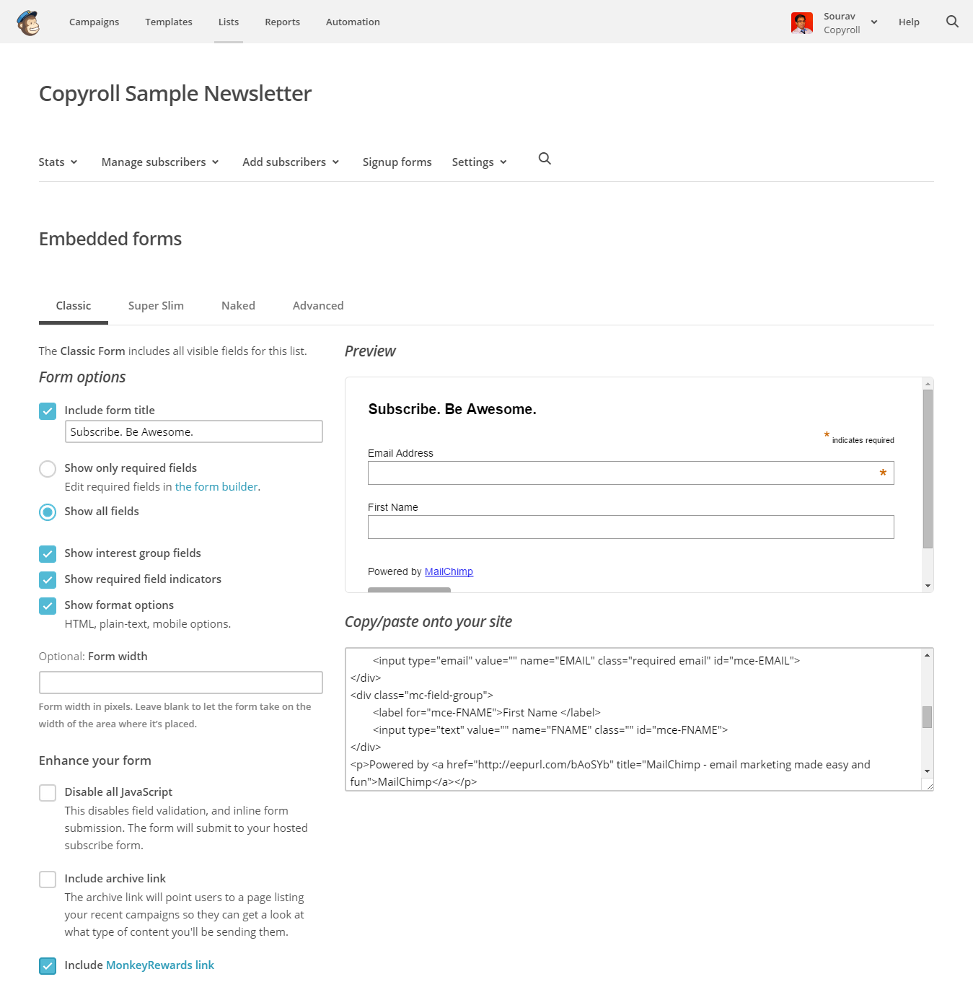 Campaigns Templates Lists Reports Automation Sourav Help
Copyroll
Copyroll Sample Newsletter
Stats Manage subscribers Add subscribers Signup forms Settings
Embedded forms
Classic Super Slim Naked Advanced
The Classic Form includes all visible fields for this list.
Form options
Include form title
Subscribe. Be Awesome.
Show only required fields
Edit required fields in the form builder.
Show all fields
Show interest group fields
Show required field indicators
Show format options
HTML, plain-text, mobile options.
Optional: Form width
Form width in pixels. Leave blank to let the form take on the
width of the area where it's placed.
Enhance your form
Disable all JavaScript
This disables field validation, and inline form
submission. The form will submit to your hosted
subscribe form.
Include archive link
The archive link will point users to a page listing
your recent campaigns so they can get a look at
what type of content you'll be sending them.
Include MonkeyRewards link
Preview
Subscribe. Be Awesome.
* indicates required
Email Address
*
First Name
Powered by MailChimp
Copy/paste onto your site
<input type="email" value="" name="EMAIL" class="required email" id="mce-EMAIL">
</div>
<div class="mc-field-group">
<label for="mce-FNAME">First Name </label>
<input type="text" value="" name="FNAME" class="" id="mce-FNAME">
</div>
<p>Powered by <a href="http://eepurl.com/bAoSYb" title="MailChimp - email marketing made easy and
fun">MailChimp</a></p>